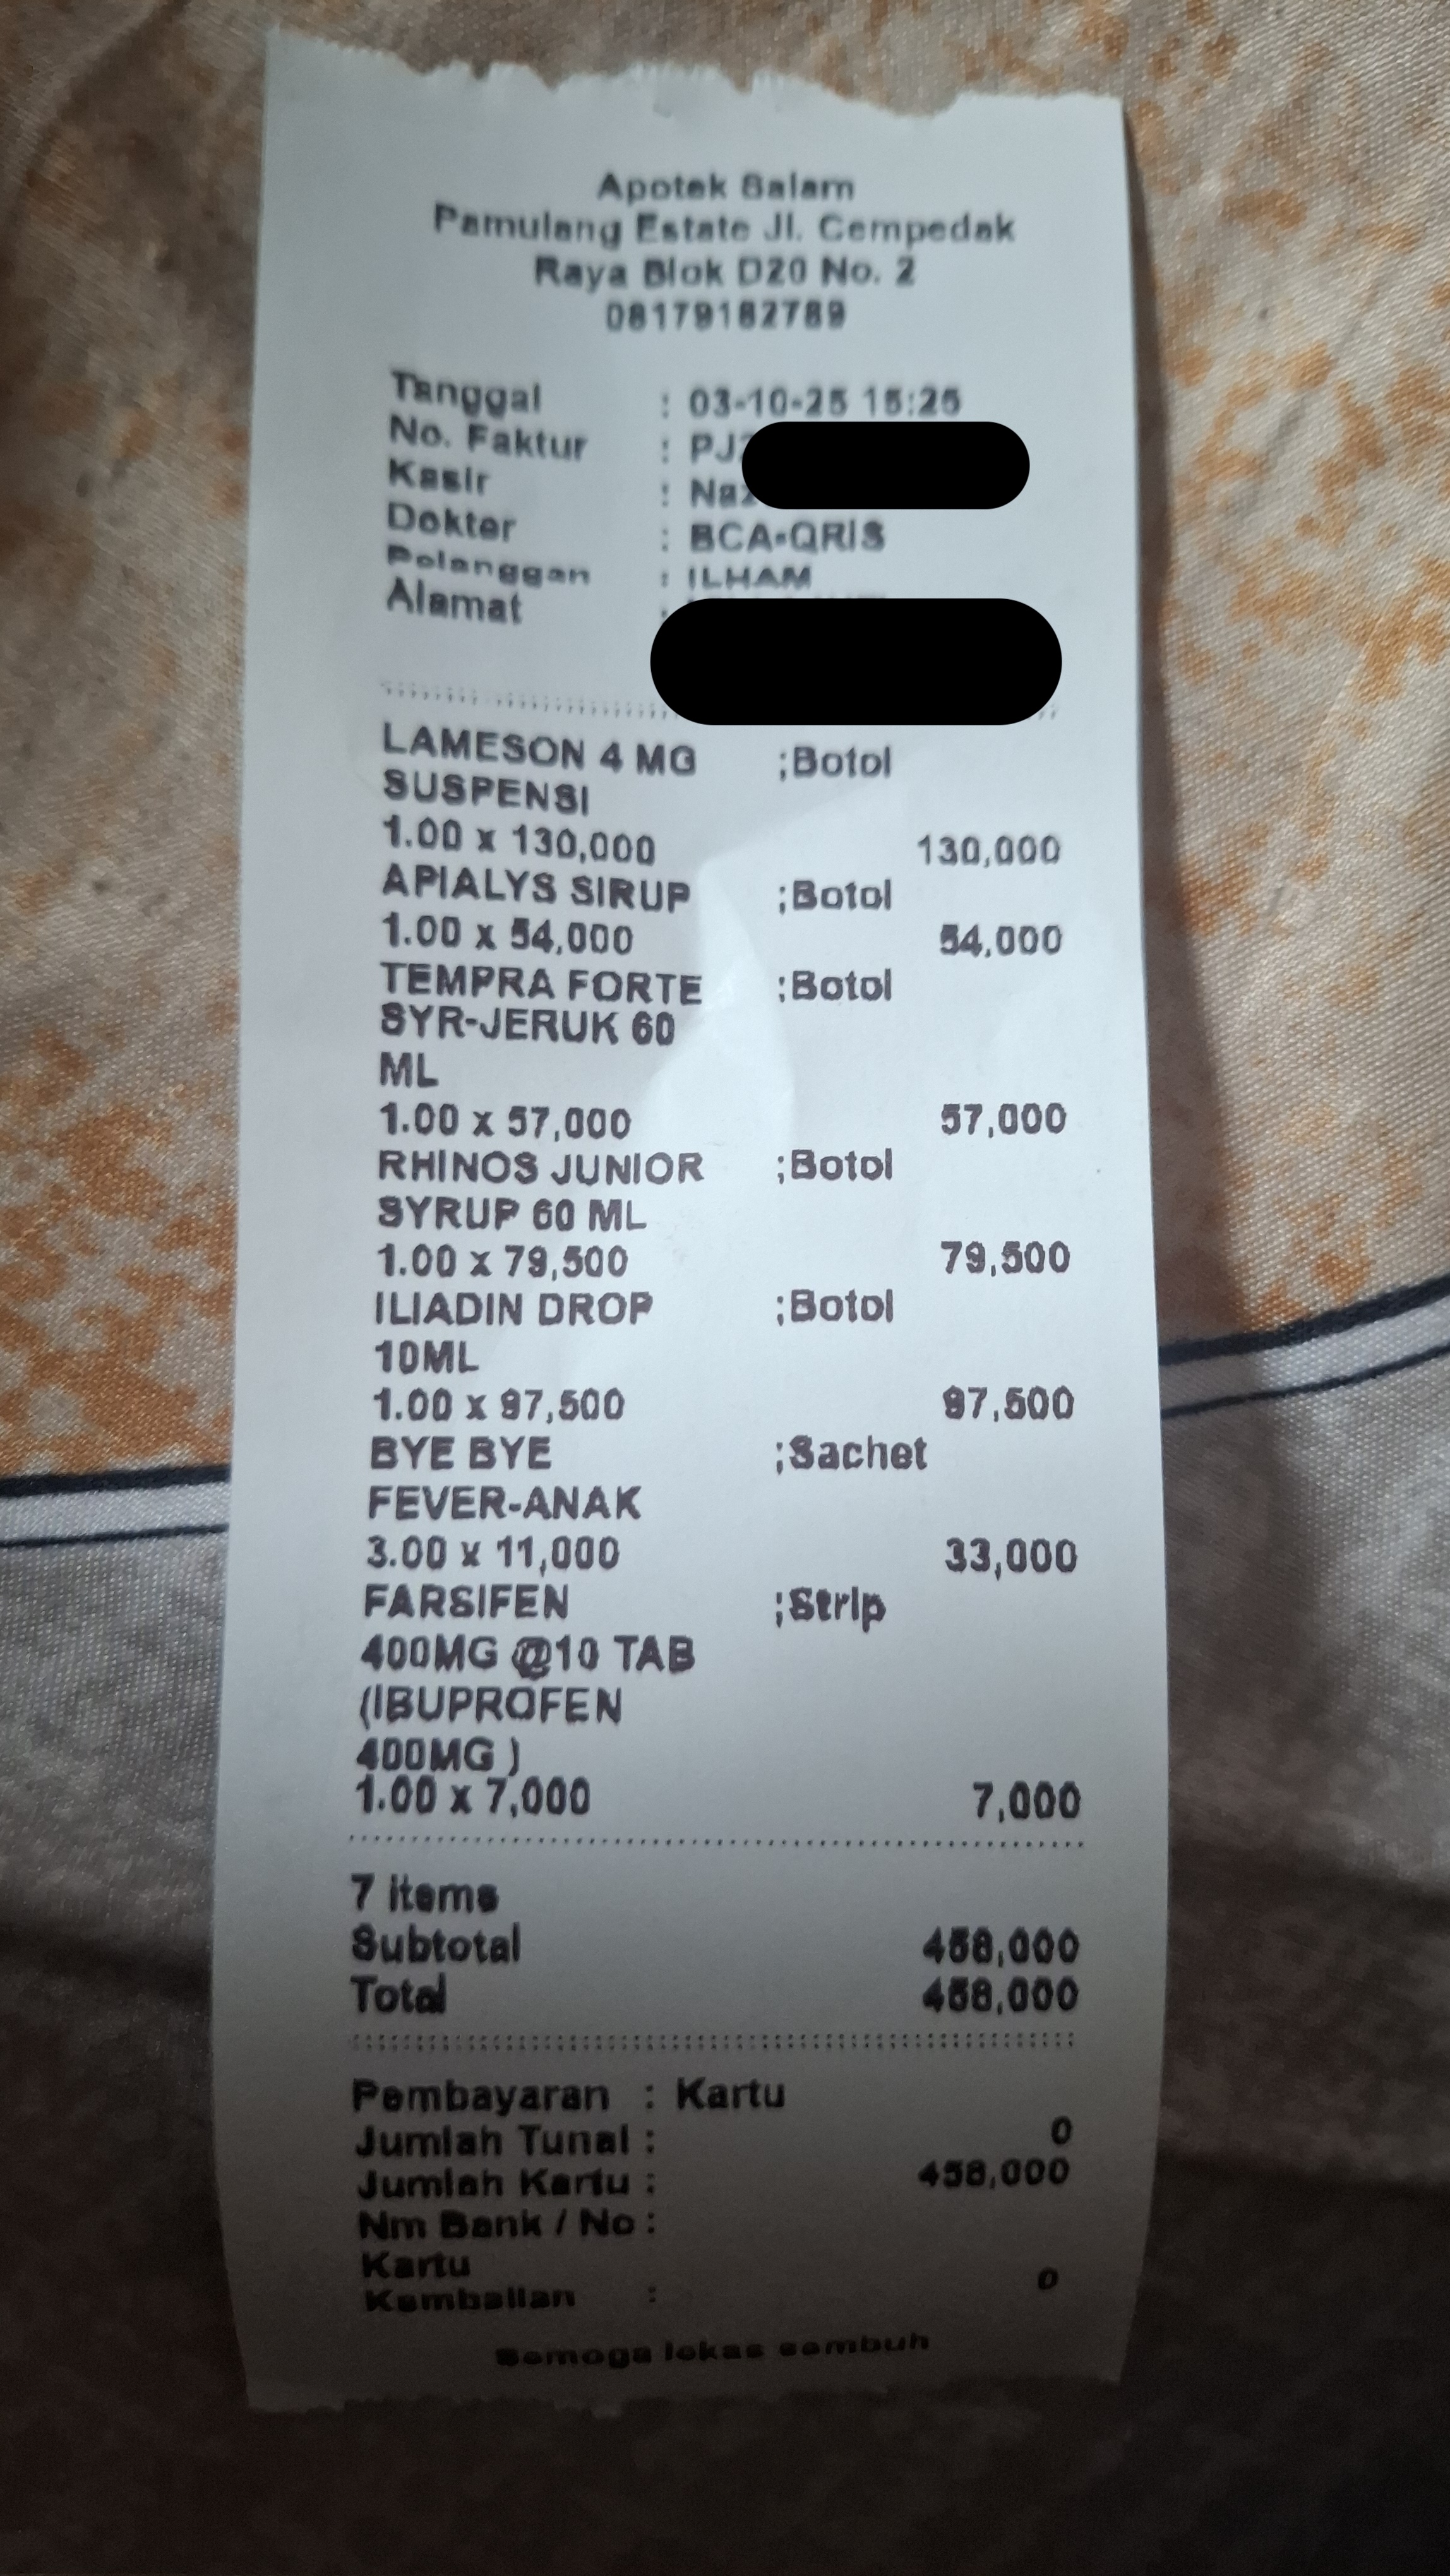 Apotek Salam
Pamulang Estate Jl. Cempedak
Raya Blok D20 No. 2
08179182789
Tanggal : 03-10-25 15:25
No. Faktur : PJ
Kasir : Na
Dokter : BCA-QRIS
Pelanggan : ILHAM
Alamat :
LAMESON 4 MG ;Botol
SUSPENSI
1.00 x 130,000 130,000
APIALYS SIRUP ;Botol
1.00 x 54,000 54,000
TEMPRA FORTE ;Botol
SYR-JERUK 60
ML
1.00 x 57,000 57,000
RHINOS JUNIOR ;Botol
SYRUP 60 ML
1.00 x 79,500 79,500
ILIADIN DROP ;Botol
10ML
1.00 x 97,500 97,500
BYE BYE ;Sachet
FEVER-ANAK
3.00 x 11,000 33,000
FARSIFEN ;Strip
400MG @10 TAB
(IBUPROFEN
400MG )
1.00 x 7,000 7,000
7 items
Subtotal 458,000
Total 458,000
Pembayaran : Kartu
Jumlah Tunai : 0
Jumlah Kartu : 458,000
Nm Bank / No :
Kartu
Kembalian : 0
Semoga lekas sembuh